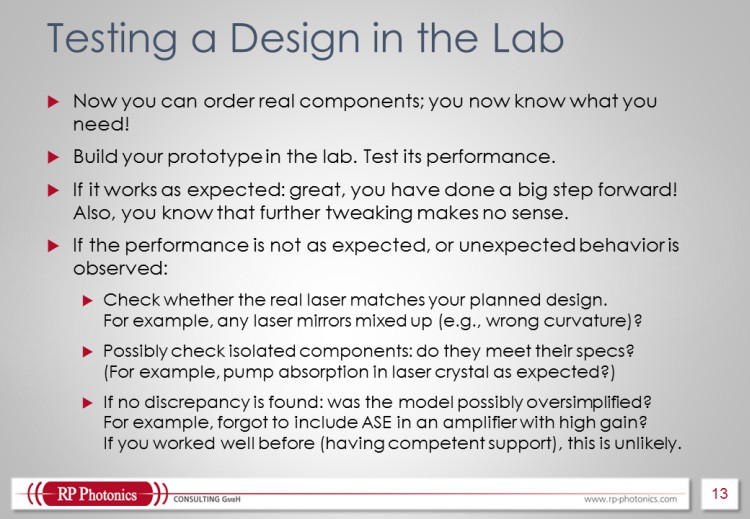 Testing a Design in the Lab
Now you can order real components; you now know what you
need!
Build your prototype in the lab. Test its performance.
If it works as expected: great, you have done a big step forward!
Also, you know that further tweaking makes no sense.
If the performance is not as expected, or unexpected behavior is
observed:
Check whether the real laser matches your planned design.
For example, any laser mirrors mixed up (e.g., wrong curvature)?
Possibly check isolated components: do they meet their specs?
(For example, pump absorption in laser crystal as expected?)
If no discrepancy is found: was the model possibly oversimplified?
For example, forgot to include ASE in an amplifier with high gain?
If you worked well before (having competent support), this is unlikely.
RP Photonics CONSULTING GmbH www.rp-photonics.com 13